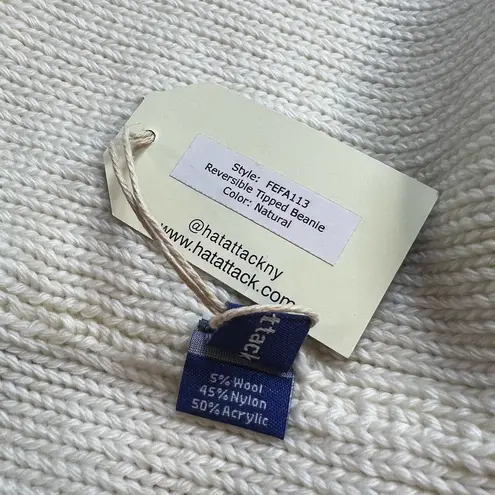 Style: FEFA113
Reversible Tipped Beanie
Color: Natural
@hatattackny
www.hatattack.com
ttack
5% Wool
45% Nylon
50% Acrylic